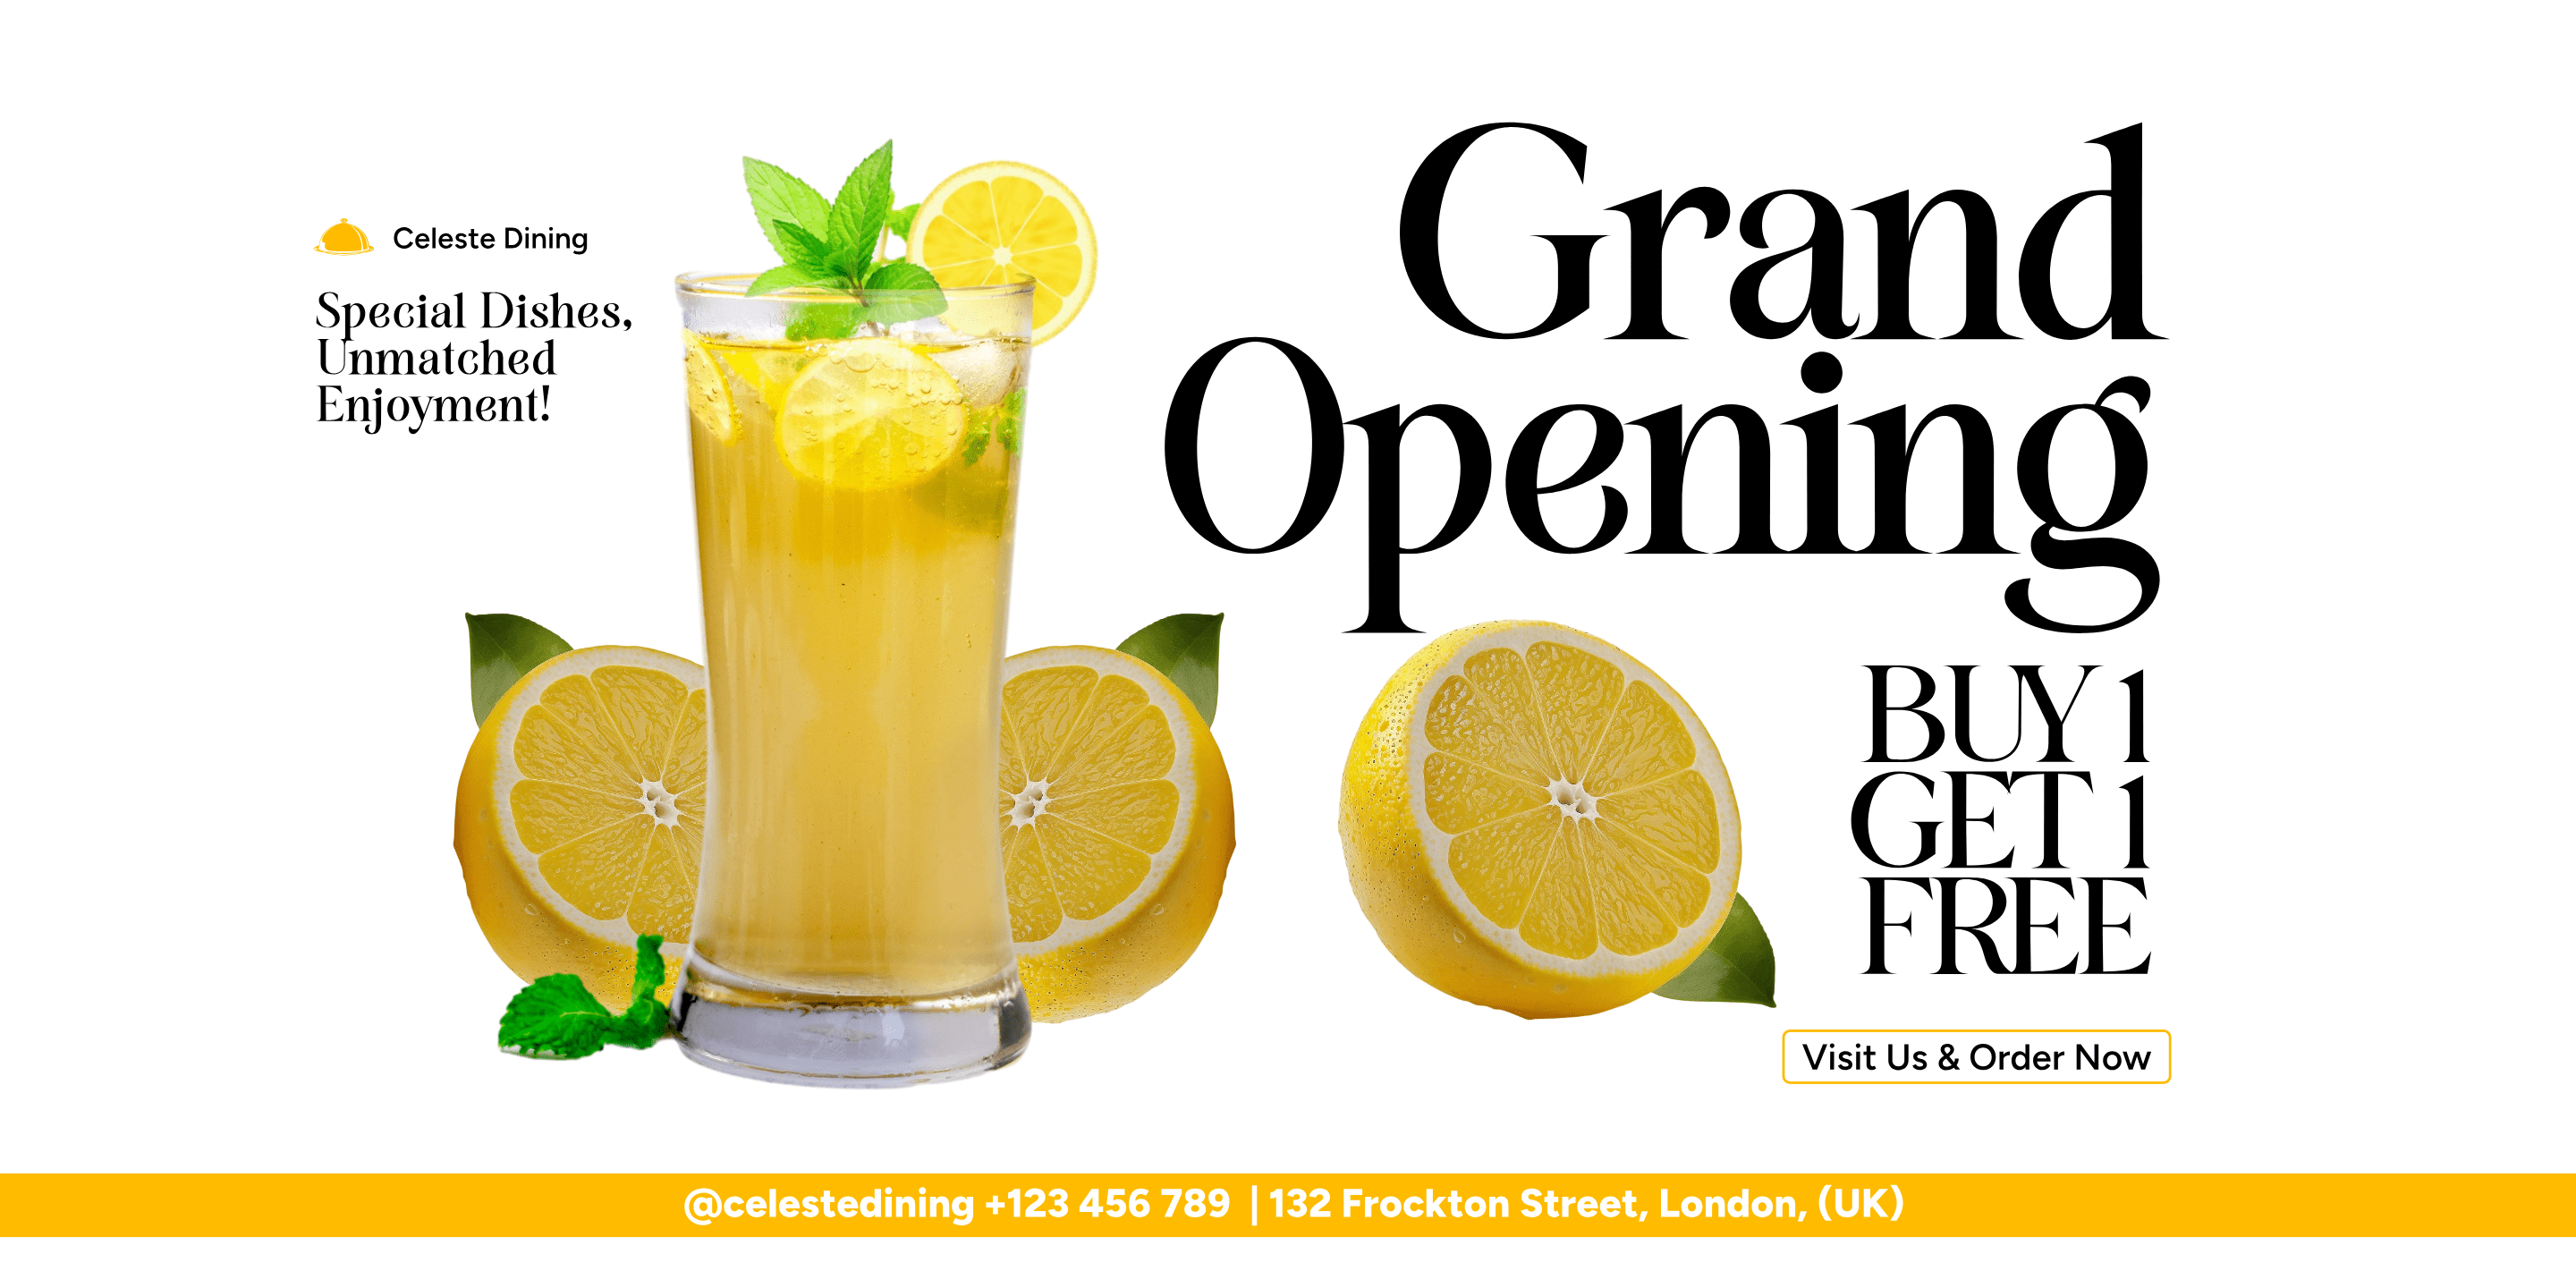 Celeste Dining
Special Dishes,
Unmatched
Enjoyment!
Grand
Opening
BUY 1
GET 1
FREE
Visit Us & Order Now
@celestedining +123 456 789 | 132 Frockton Street, London, (UK)